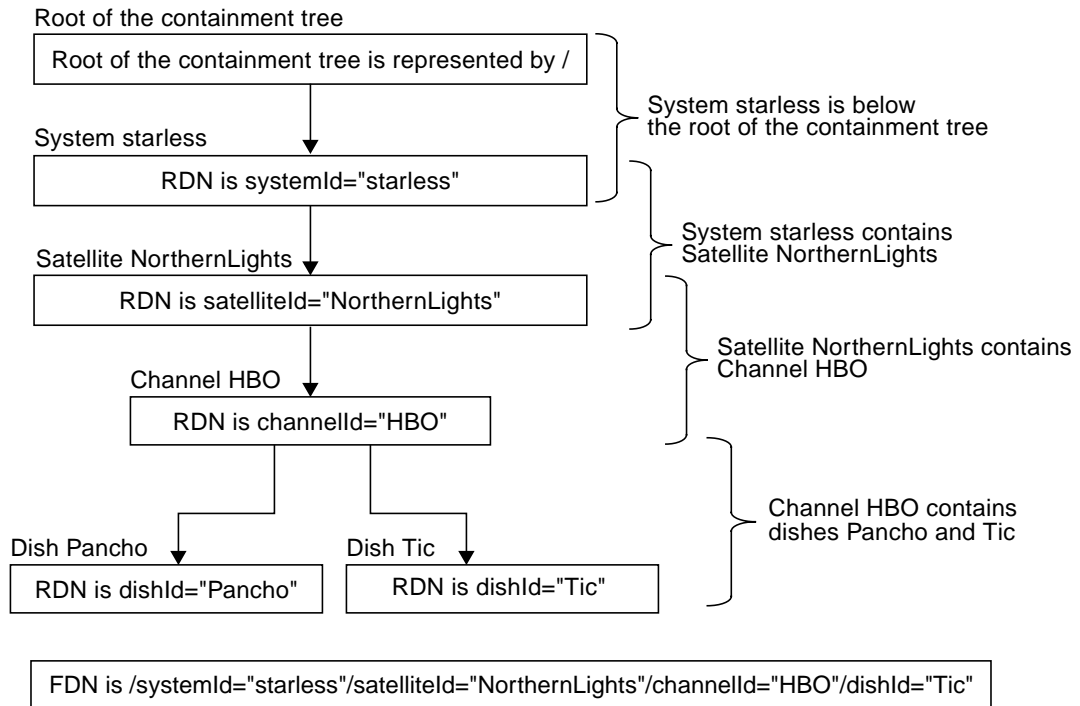 Root of the containment tree
Root of the containment tree is represented by /
System starless is below
the root of the containment tree
System starless
RDN is systemId="starless"
System starless contains
Satellite NorthernLights
Satellite NorthernLights
RDN is satelliteId="NorthernLights"
Satellite NorthernLights contains
Channel HBO
Channel HBO
RDN is channelId="HBO"
Channel HBO contains
dishes Pancho and Tic
Dish Pancho
RDN is dishId="Pancho"
Dish Tic
RDN is dishId="Tic"
FDN is /systemId="starless"/satelliteId="NorthernLights"/channelId="HBO"/dishId="Tic"